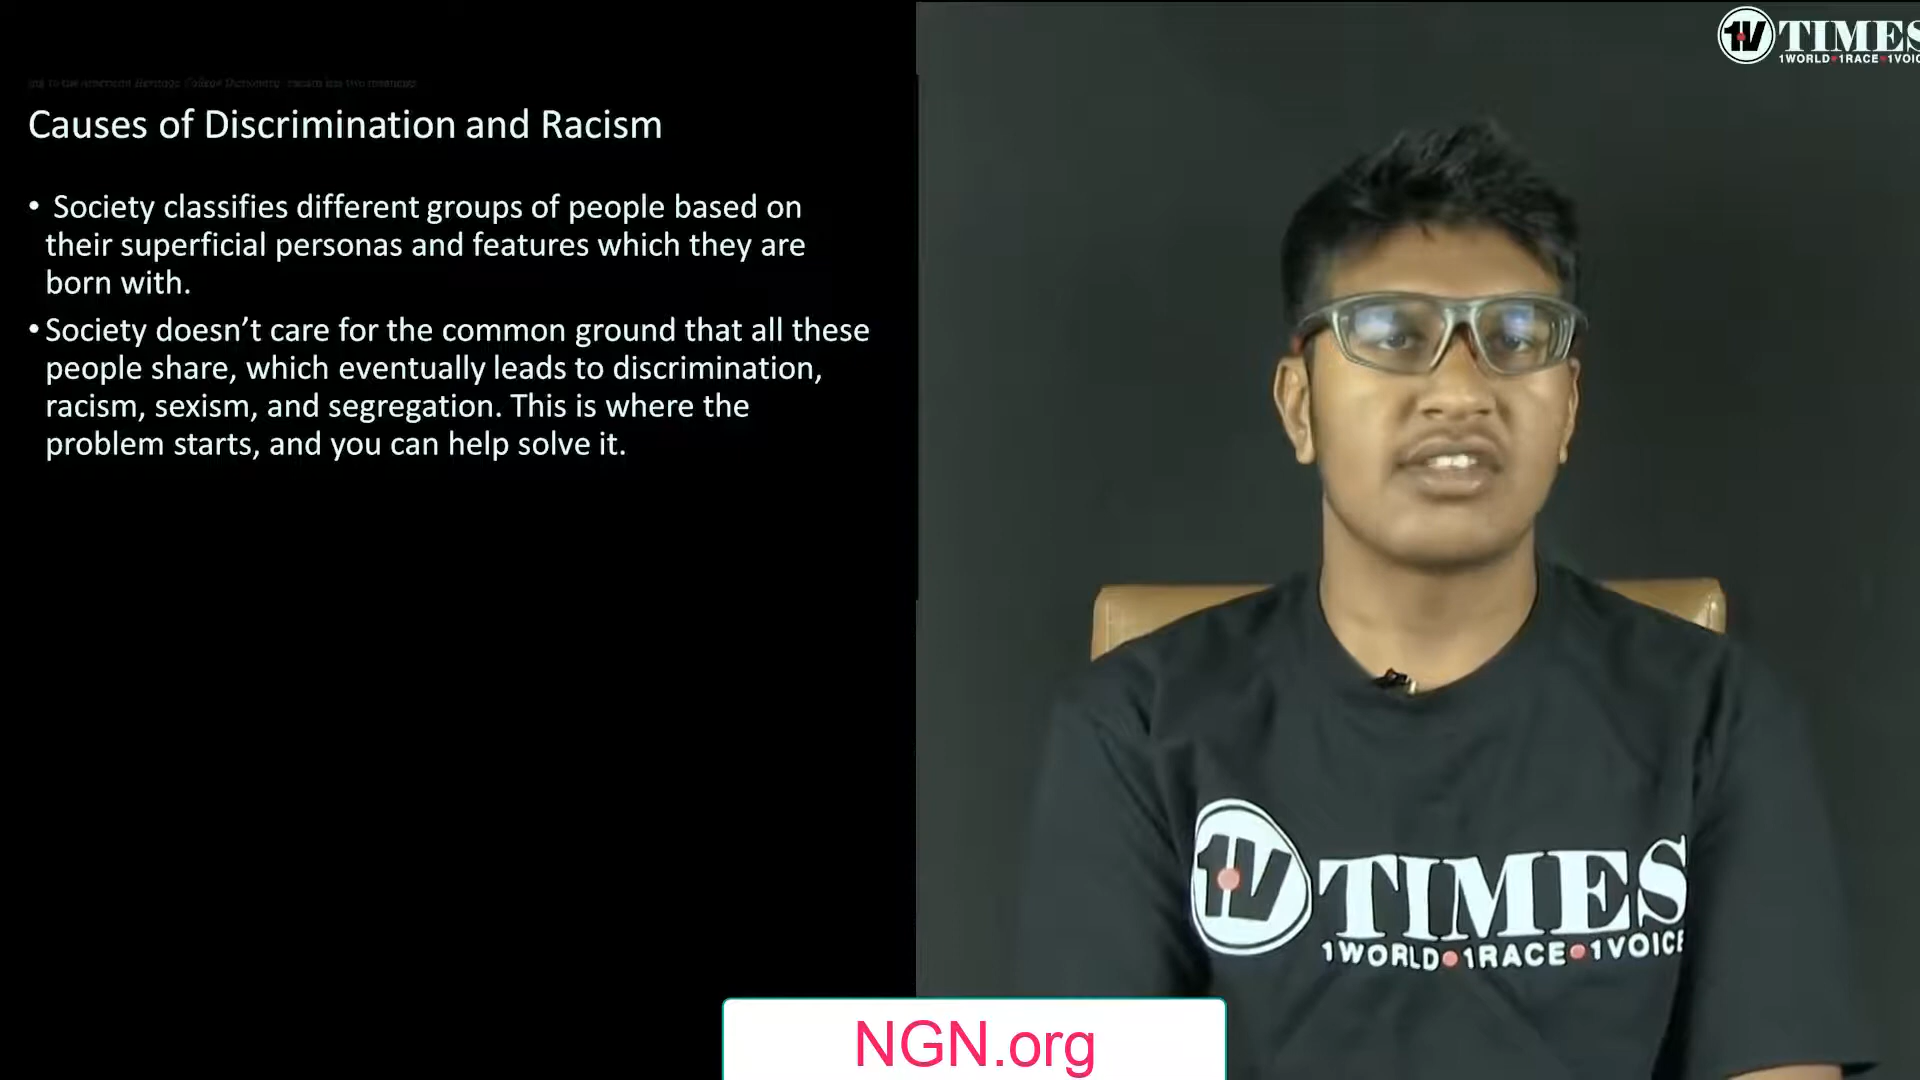 Causes of Discrimination and Racism
• Society classifies different groups of people based on
their superficial personas and features which they are
born with.
• Society doesn’t care for the common ground that all these
people share, which eventually leads to discrimination,
racism, sexism, and segregation. This is where the
problem starts, and you can help solve it.
1V TIMES
1WORLD•1RACE•1VOIC
1V TIMES
1WORLD•1RACE•1VOICE
NGN.org